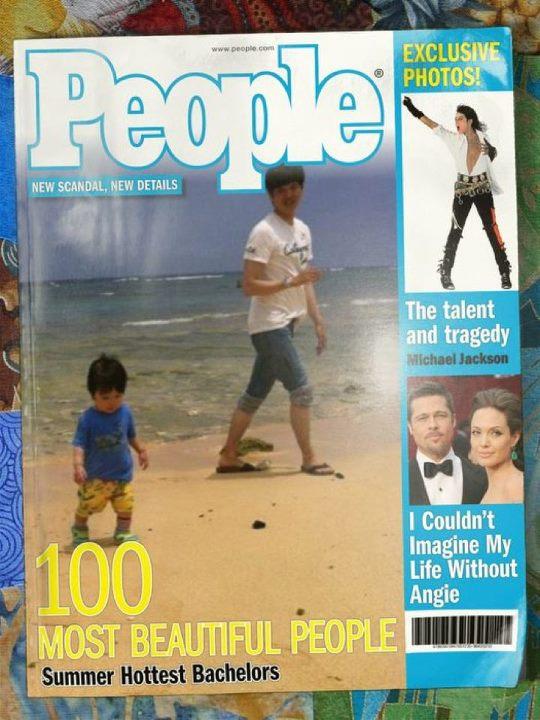 www.people.com
People®
NEW SCANDAL, NEW DETAILS
EXCLUSIVE
PHOTOS!
The talent
and tragedy
Michael Jackson
I Couldn't
Imagine My
Life Without
Angie
100
MOST BEAUTIFUL PEOPLE
Summer Hottest Bachelors